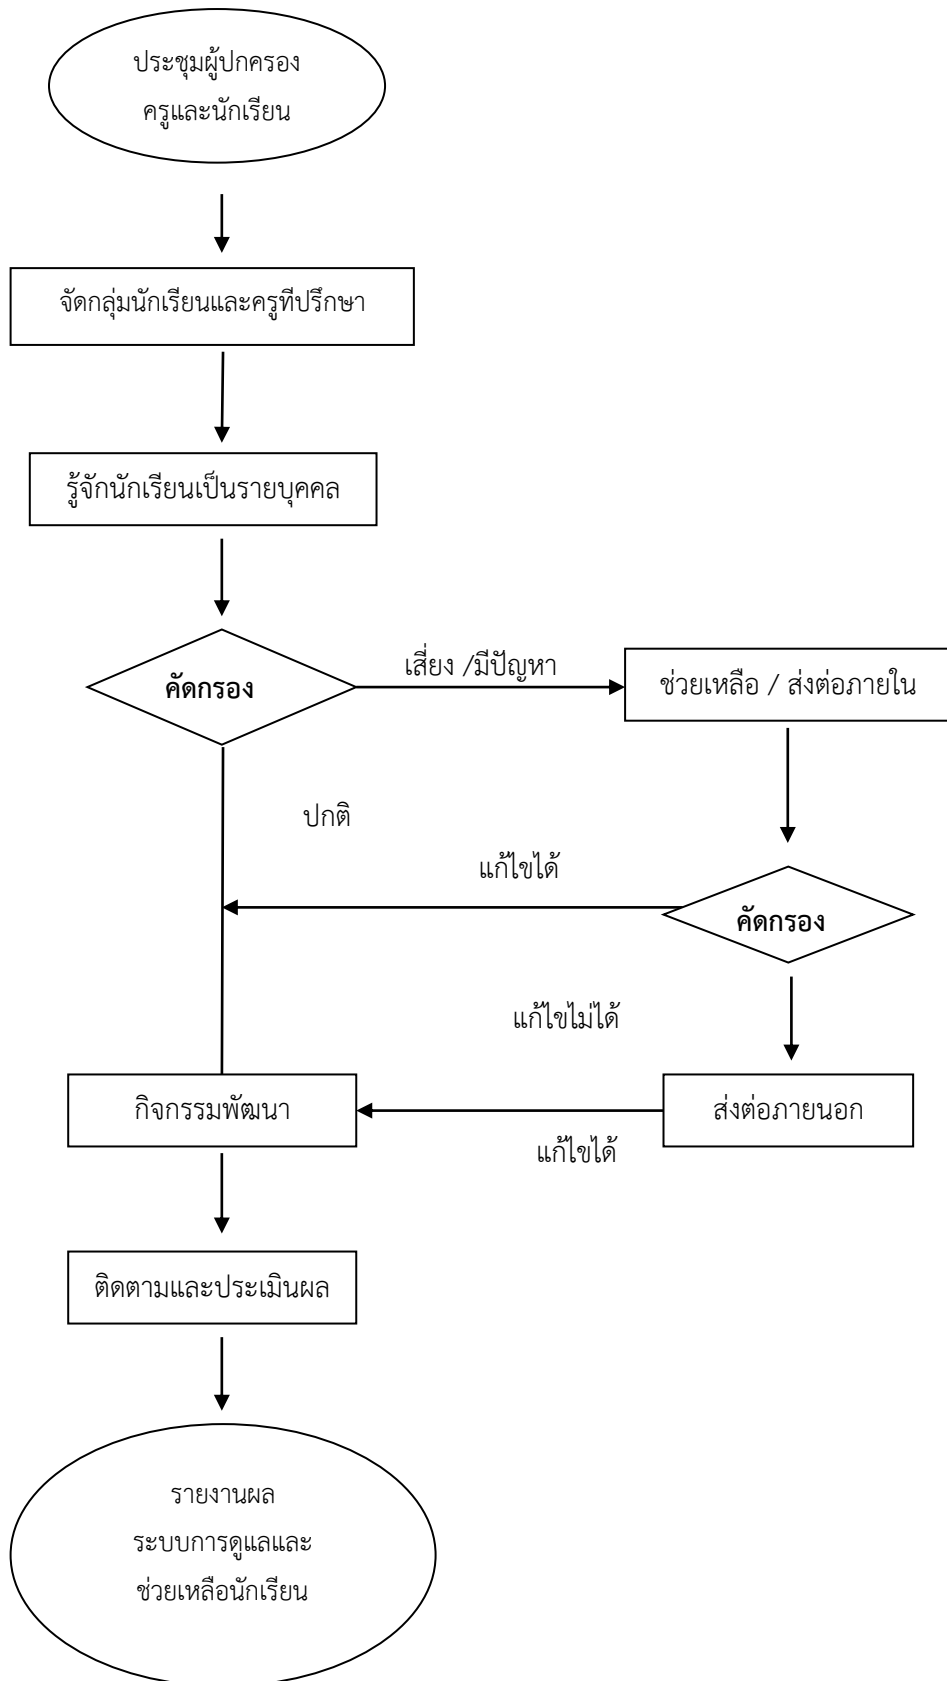 ประชุมผู้ปกครอง
ครูและนักเรียน
จัดกลุ่มนักเรียนและครูที่ปรึกษา
รู้จักนักเรียนเป็นรายบุคคล
คัดกรอง
เสี่ยง /มีปัญหา
ช่วยเหลือ / ส่งต่อภายใน
ปกติ
แก้ไขได้
คัดกรอง
แก้ไขไม่ได้
กิจกรรมพัฒนา
ส่งต่อภายนอก
แก้ไขได้
ติดตามและประเมินผล
รายงานผล
ระบบการดูแลและ
ช่วยเหลือนักเรียน